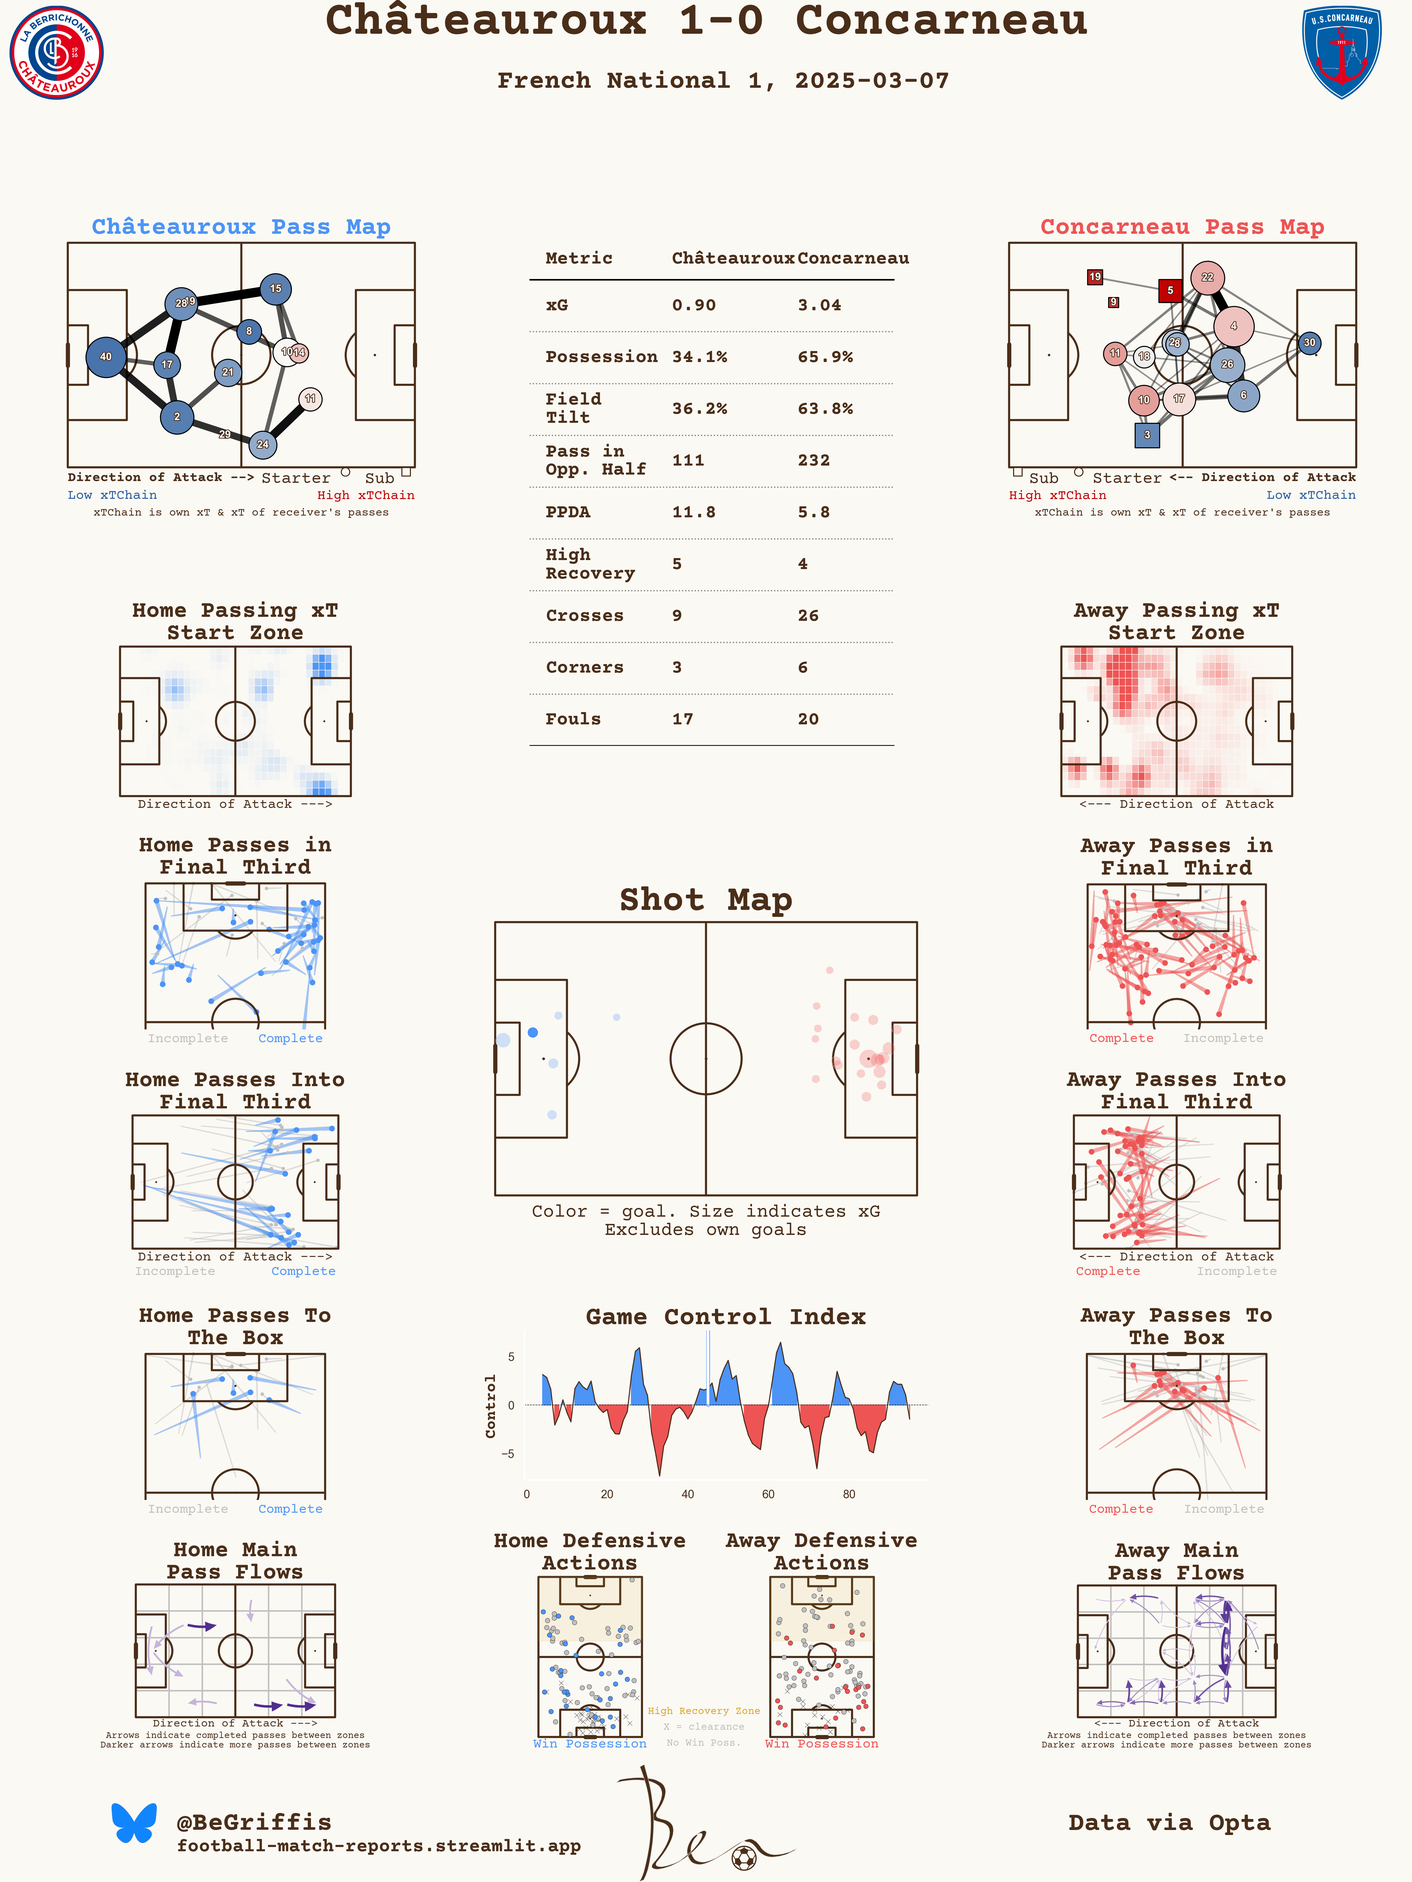 Châteauroux 1-0 Concarneau
French National 1, 2025-03-07
LA BERRICHONNE
CHÂTEAUROUX
19
16
U.S.CONCARNEAU
1911
Châteauroux Pass Map
40
28
19
15
8
17
10
14
21
11
2
29
24
Direction of Attack --> Starter Sub
Low xTChain High xTChain
xTChain is own xT & xT of receiver's passes
Metric Châteauroux Concarneau
xG 0.90 3.04
Possession 34.1% 65.9%
Field
Tilt 36.2% 63.8%
Pass in
Opp. Half 111 232
PPDA 11.8 5.8
High
Recovery 5 4
Crosses 9 26
Corners 3 6
Fouls 17 20
Concarneau Pass Map
19
5
22
9
4
11
18
28
30
26
10
17
6
3
Sub Starter <-- Direction of Attack
High xTChain Low xTChain
xTChain is own xT & xT of receiver's passes
Home Passing xT
Start Zone
Direction of Attack --->
Away Passing xT
Start Zone
<--- Direction of Attack
Home Passes in
Final Third
Incomplete Complete
Away Passes in
Final Third
Complete Incomplete
Shot Map
Color = goal. Size indicates xG
Excludes own goals
Home Passes Into
Final Third
Direction of Attack --->
Incomplete Complete
Away Passes Into
Final Third
<--- Direction of Attack
Complete Incomplete
Home Passes To
The Box
Incomplete Complete
Game Control Index
Control
5
0
−5
0 20 40 60 80
Away Passes To
The Box
Complete Incomplete
Home Main
Pass Flows
Direction of Attack --->
Arrows indicate completed passes between zones
Darker arrows indicate more passes between zones
Home Defensive
Actions
Win Possession
Away Defensive
Actions
Win Possession
High Recovery Zone
X = clearance
No Win Poss.
Away Main
Pass Flows
<--- Direction of Attack
Arrows indicate completed passes between zones
Darker arrows indicate more passes between zones
@BeGriffis
football-match-reports.streamlit.app
Ben
Data via Opta